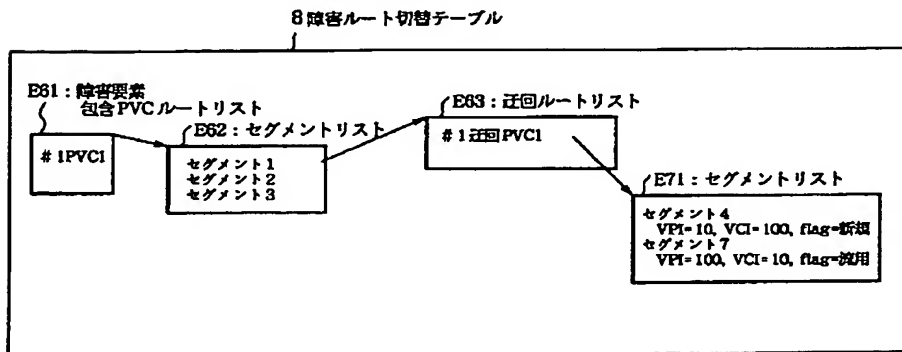 8障害ルート切替テーブル
E61：障害要素
包含PVCルートリスト
# 1PVC1
E62：セグメントリスト
セグメント1
セグメント2
セグメント3
E63：迂回ルートリスト
# 1迂回PVC1
E71：セグメントリスト
セグメント4
VPI=10, VCI=100, flag=新規
セグメント7
VPI=100, VCI=10, flag=流用